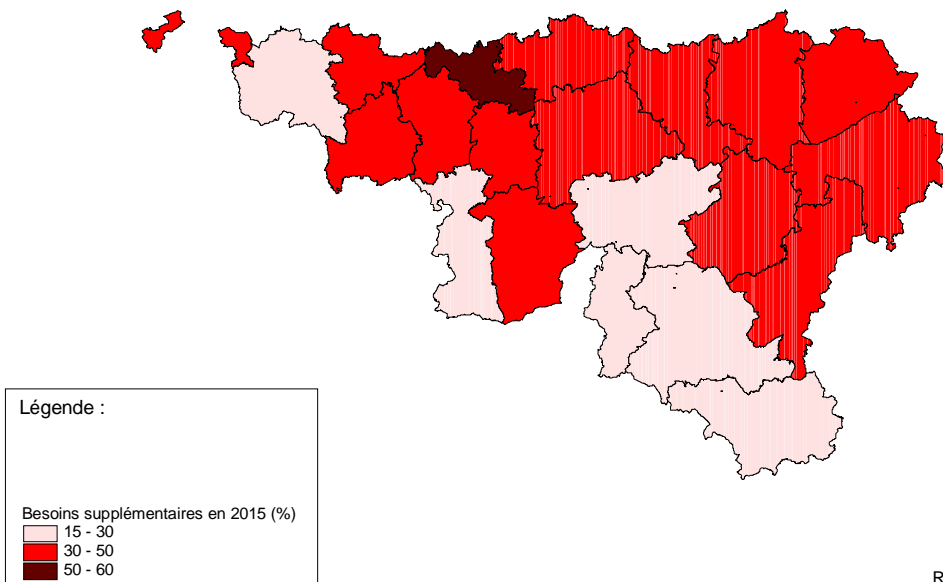 Légende :
Besoins supplémentaires en 2015 (%)
15 - 30
30 - 50
50 - 60
R